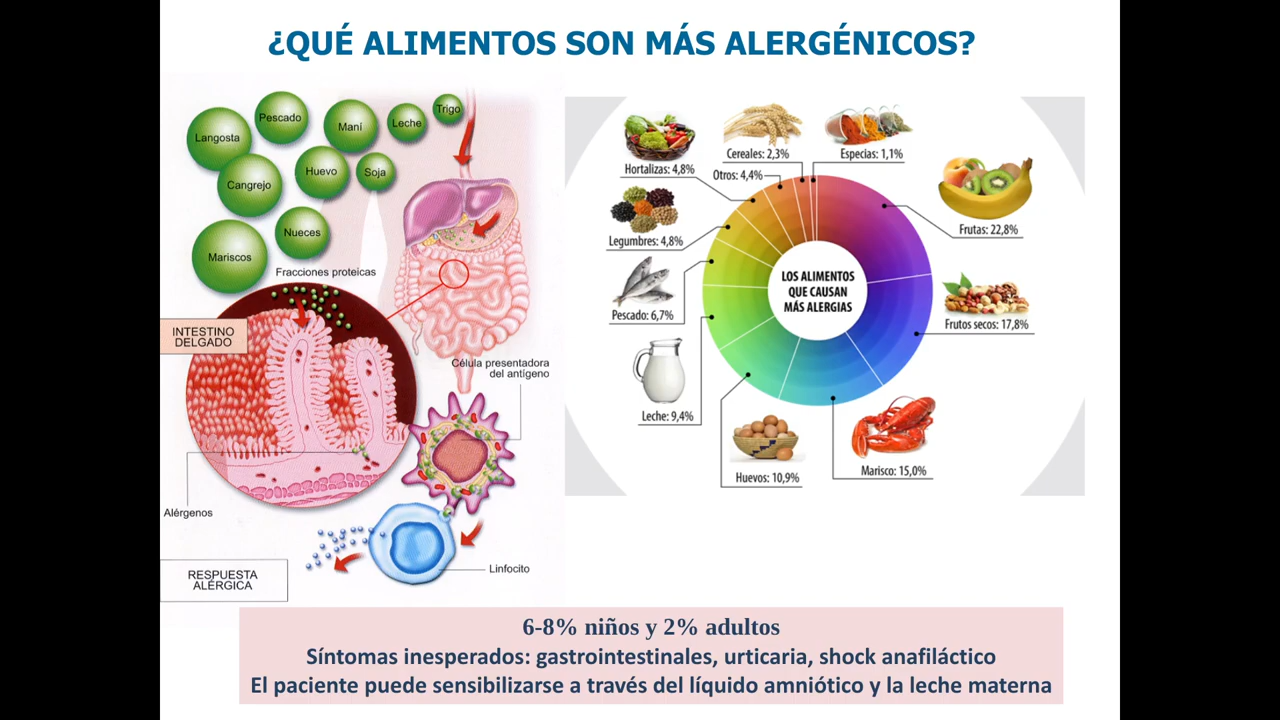 ¿QUÉ ALIMENTOS SON MÁS ALERGÉNICOS?
Langosta
Pescado
Maní
Leche
Trigo
Cangrejo
Huevo
Soja
Mariscos
Nueces
Fracciones proteicas
INTESTINO
DELGADO
Célula presentadora
del antígeno
Alérgenos
Linfocito
RESPUESTA
ALÉRGICA
Cereales: 2,3%
Especias: 1,1%
Hortalizas: 4,8%
Otros: 4,4%
Frutas: 22,8%
Legumbres: 4,8%
LOS ALIMENTOS
QUE CAUSAN
MÁS ALERGIAS
Pescado: 6,7%
Frutos secos: 17,8%
Leche: 9,4%
Huevos: 10,9%
Marisco: 15,0%
6-8% niños y 2% adultos
Síntomas inesperados: gastrointestinales, urticaria, shock anafiláctico
El paciente puede sensibilizarse a través del líquido amniótico y la leche materna